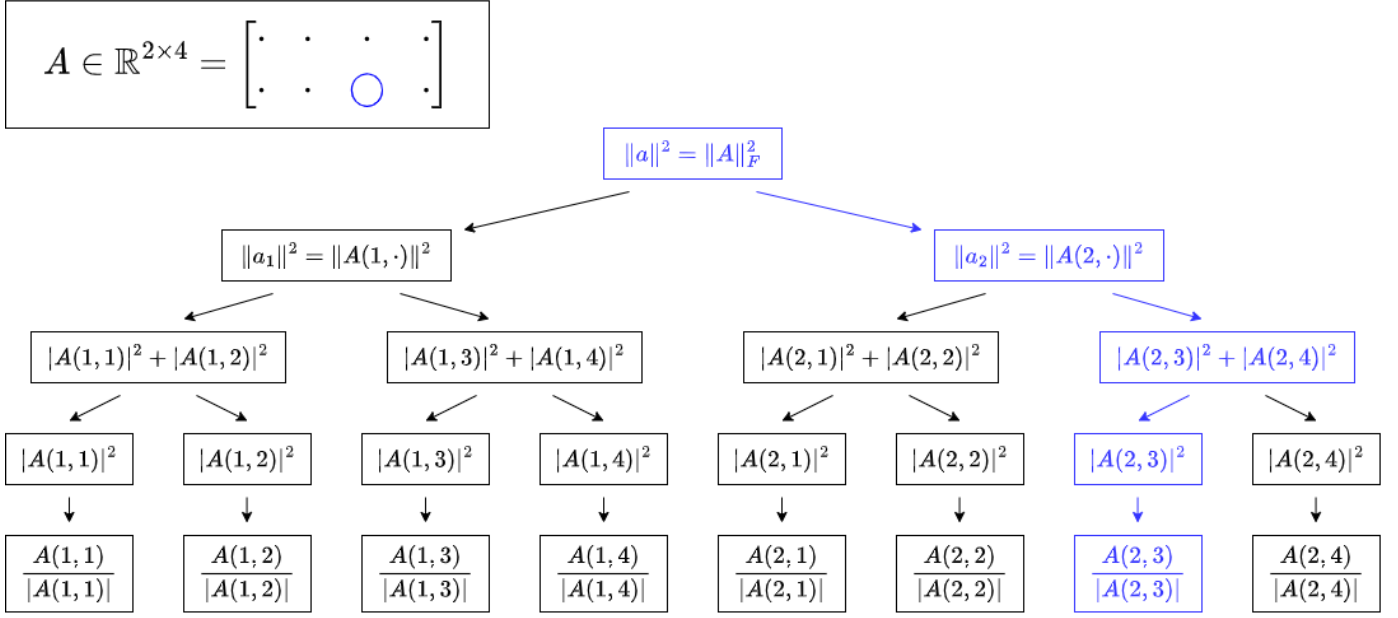 A ∈ ℝ^{2×4} = [· · · · ; · · ◯ ·]
‖a‖² = ‖A‖²_F
‖a₁‖² = ‖A(1,·)‖² ‖a₂‖² = ‖A(2,·)‖²
|A(1,1)|² + |A(1,2)|² |A(1,3)|² + |A(1,4)|² |A(2,1)|² + |A(2,2)|² |A(2,3)|² + |A(2,4)|²
|A(1,1)|² |A(1,2)|² |A(1,3)|² |A(1,4)|² |A(2,1)|² |A(2,2)|² |A(2,3)|² |A(2,4)|²
A(1,1) A(1,2) A(1,3) A(1,4) A(2,1) A(2,2) A(2,3) A(2,4)
|A(1,1)| |A(1,2)| |A(1,3)| |A(1,4)| |A(2,1)| |A(2,2)| |A(2,3)| |A(2,4)|